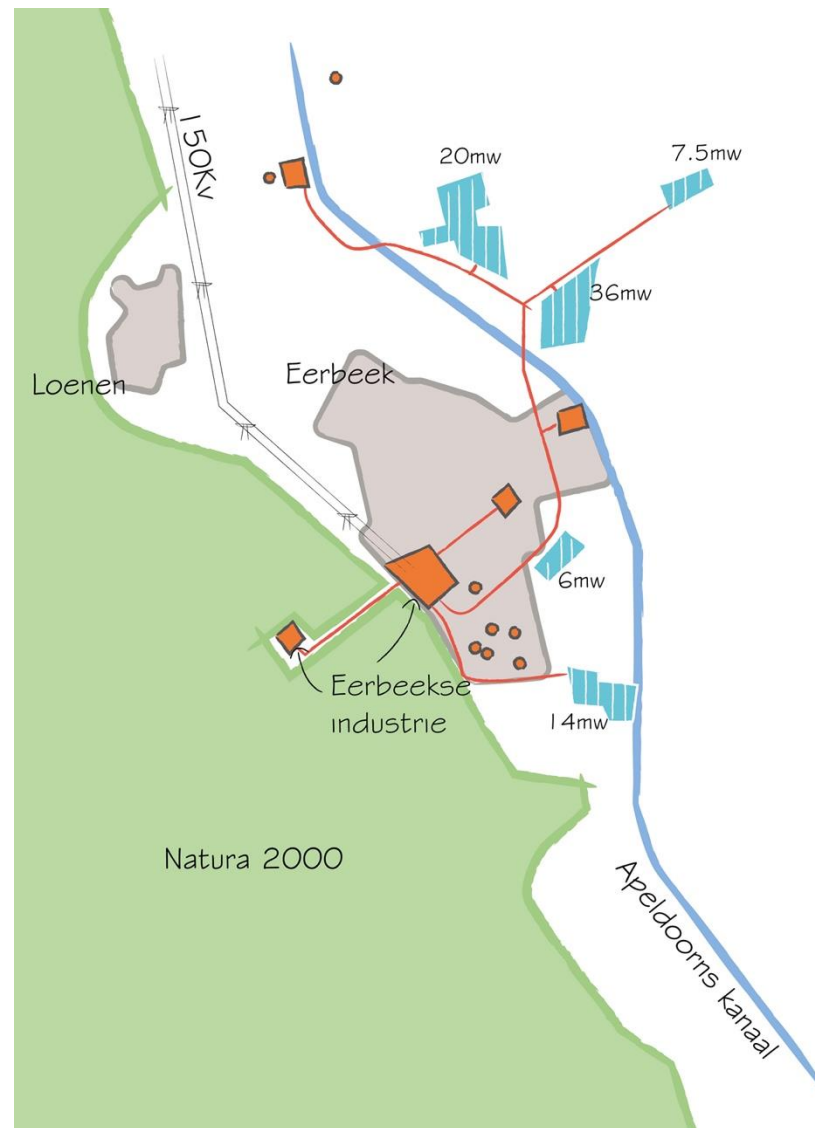 150Kv
20mw
7.5mw
36mw
Loenen
Eerbeek
6mw
Eerbeekse
industrie
14mw
Natura 2000
Apeldoorns kanaal